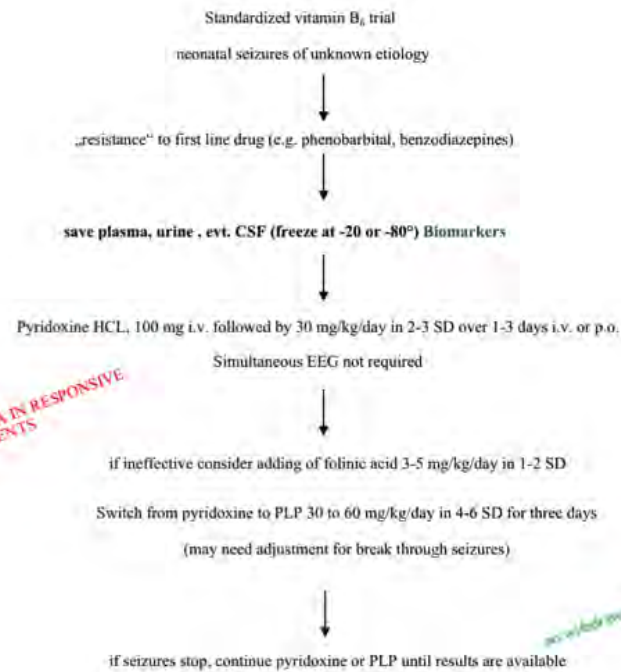 Standardized vitamin B₆ trial
neonatal seizures of unknown etiology
„resistance“ to first line drug (e.g. phenobarbital, benzodiazepines)
save plasma, urine , evt. CSF (freeze at -20 or -80°) Biomarkers
Pyridoxine HCL, 100 mg i.v. followed by 30 mg/kg/day in 2-3 SD over 1-3 days i.v. or p.o.
Simultaneous EEG not required
IN RESPONSIVE
if ineffective consider adding of folinic acid 3-5 mg/kg/day in 1-2 SD
Switch from pyridoxine to PLP 30 to 60 mg/kg/day in 4-6 SD for three days
(may need adjustment for break through seizures)
if seizures stop, continue pyridoxine or PLP until results are available